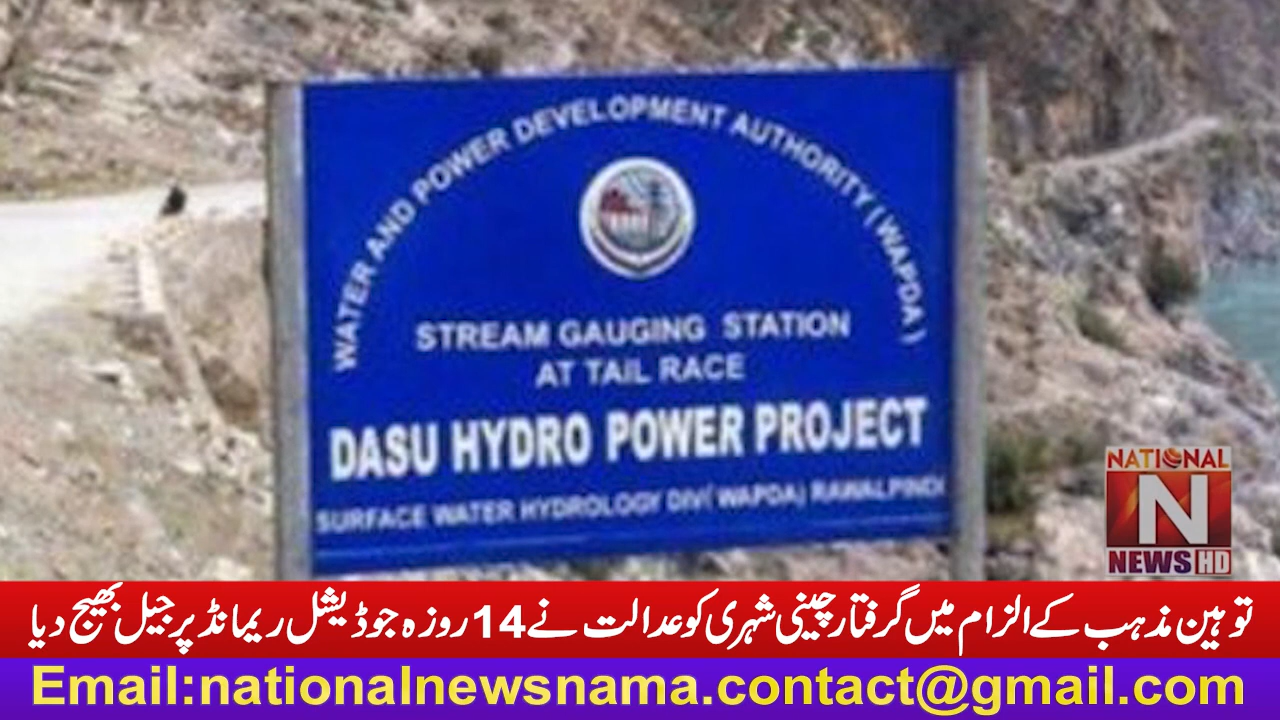 WATER AND POWER DEVELOPMENT AUTHORITY (WAPDA)
STREAM GAUGING STATION
AT TAIL RACE
DASU HYDRO POWER PROJECT
SURFACE WATER HYDROLOGY DIV(WAPDA) RAWALPINDI
NATIONAL
N
NEWS HD
توہین مذہب کے الزام میں گرفتار چینی شہری کو عدالت نے 14 روزہ جوڈیشل ریمانڈ پر جیل بھیج دیا
Email:nationalnewsnama.contact@gmail.com